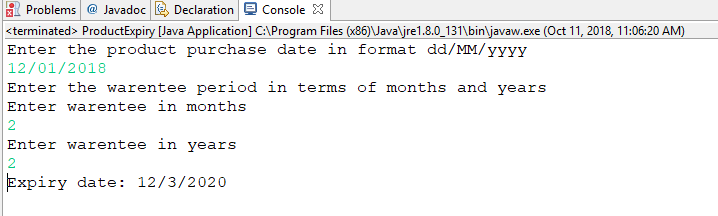 Problems @ Javadoc Declaration Console
<terminated> ProductExpiry [Java Application] C:\Program Files (x86)\Java\jre1.8.0_131\bin\javaw.exe (Oct 11, 2018, 11:06:20 AM)
Enter the product purchase date in format dd/MM/yyyy
12/01/2018
Enter the warentee period in terms of months and years
Enter warentee in months
2
Enter warentee in years
2
Expiry date: 12/3/2020